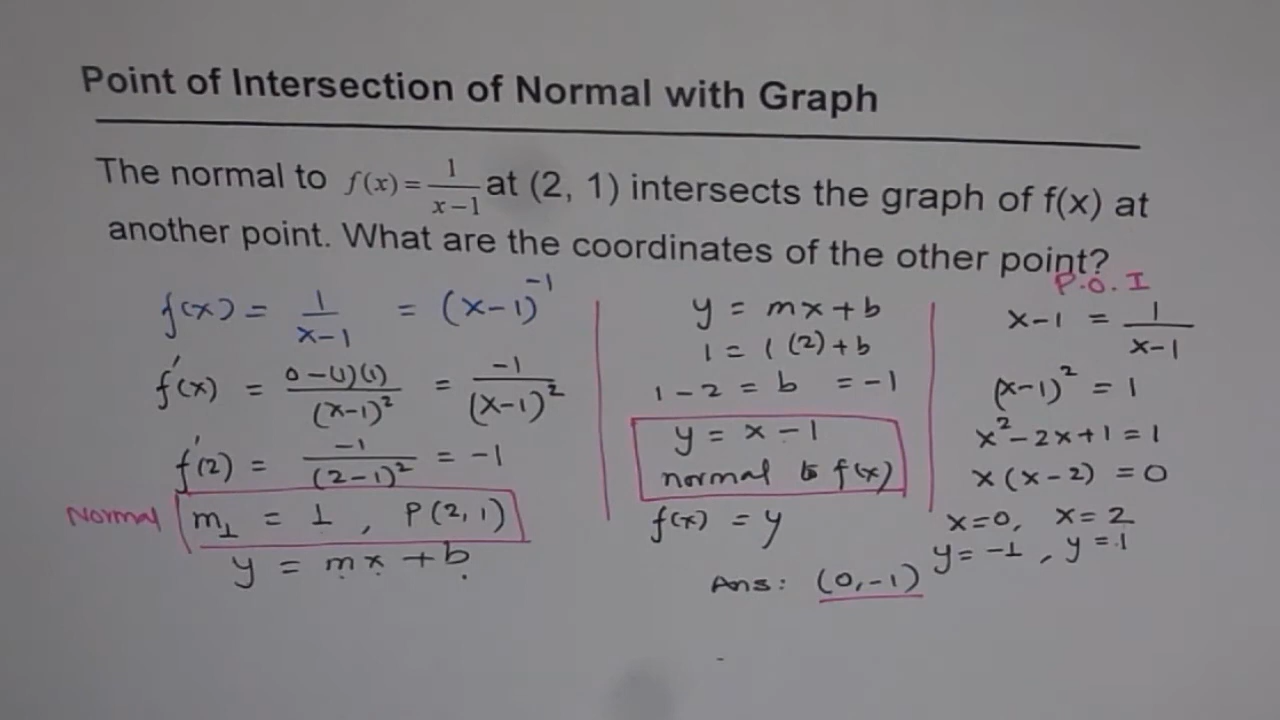 Point of Intersection of Normal with Graph
The normal to f(x) = 1/(x-1) at (2, 1) intersects the graph of f(x) at
another point. What are the coordinates of the other point?
f(x) = 1/(x-1) = (x-1)^-1
f'(x) = (0-(1)(1))/(x-1)^2 = -1/(x-1)^2
f'(2) = -1/(2-1)^2 = -1
Normal m⊥ = 1, P(2,1)
y = mx + b
y = mx + b
1 = 1(2) + b
1 - 2 = b = -1
y = x - 1
normal to f(x)
f(x) = y
Ans: (0,-1)
P.O.I
x-1 = 1/(x-1)
(x-1)^2 = 1
x^2 - 2x + 1 = 1
x(x-2) = 0
x=0, x=2
y=-1, y=1